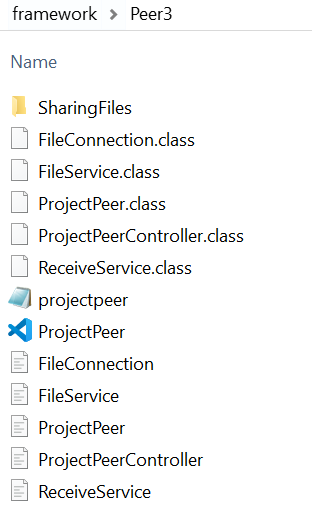 framework > Peer3
Name
SharingFiles
FileConnection.class
FileService.class
ProjectPeer.class
ProjectPeerController.class
ReceiveService.class
projectpeer
ProjectPeer
FileConnection
FileService
ProjectPeer
ProjectPeerController
ReceiveService